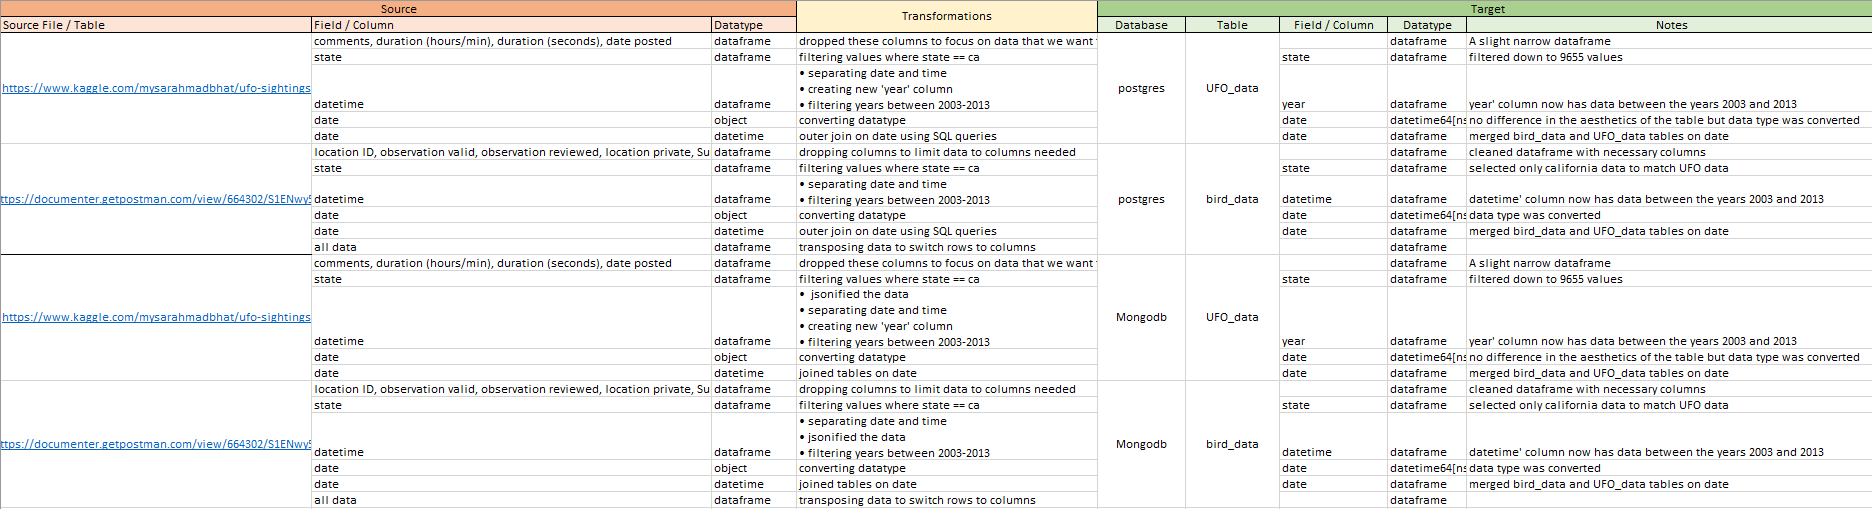 Source Transformations Target
Source File / Table Field / Column Datatype Database Table Field / Column Datatype Notes
comments, duration (hours/min), duration (seconds), date posted dataframe dropped these columns to focus on data that we want dataframe A slight narrow dataframe
state dataframe filtering values where state == ca state dataframe filtered down to 9655 values
https://www.kaggle.com/mysarahmadbhat/ufo-sightings postgres UFO_data
• separating date and time
• creating new 'year' column
datetime dataframe • filtering years between 2003-2013 year dataframe year' column now has data between the years 2003 and 2013
date object converting datatype date datetime64[ns no difference in the aesthetics of the table but data type was converted
date datetime outer join on date using SQL queries date dataframe merged bird_data and UFO_data tables on date
location ID, observation valid, observation reviewed, location private, Su dataframe dropping columns to limit data to columns needed dataframe cleaned dataframe with necessary columns
state dataframe filtering values where state == ca state dataframe selected only california data to match UFO data
• separating date and time
ttps://documenter.getpostman.com/view/664302/S1ENwy5 datetime dataframe • filtering years between 2003-2013 postgres bird_data datetime dataframe datetime' column now has data between the years 2003 and 2013
date object converting datatype date datetime64[ns data type was converted
date datetime outer join on date using SQL queries date dataframe merged bird_data and UFO_data tables on date
all data dataframe transposing data to switch rows to columns dataframe
comments, duration (hours/min), duration (seconds), date posted dataframe dropped these columns to focus on data that we want dataframe A slight narrow dataframe
state dataframe filtering values where state == ca state dataframe filtered down to 9655 values
• jsonified the data
https://www.kaggle.com/mysarahmadbhat/ufo-sightings • separating date and time Mongodb UFO_data
• creating new 'year' column
datetime dataframe • filtering years between 2003-2013 year dataframe year' column now has data between the years 2003 and 2013
date object converting datatype date datetime64[ns no difference in the aesthetics of the table but data type was converted
date datetime joined tables on date date dataframe merged bird_data and UFO_data tables on date
location ID, observation valid, observation reviewed, location private, Su dataframe dropping columns to limit data to columns needed dataframe cleaned dataframe with necessary columns
state dataframe filtering values where state == ca state dataframe selected only california data to match UFO data
• separating date and time
ttps://documenter.getpostman.com/view/664302/S1ENwy5 • jsonified the data Mongodb bird_data
datetime dataframe • filtering years between 2003-2013 datetime dataframe datetime' column now has data between the years 2003 and 2013
date object converting datatype date datetime64[ns data type was converted
date datetime joined tables on date date dataframe merged bird_data and UFO_data tables on date
all data dataframe transposing data to switch rows to columns dataframe